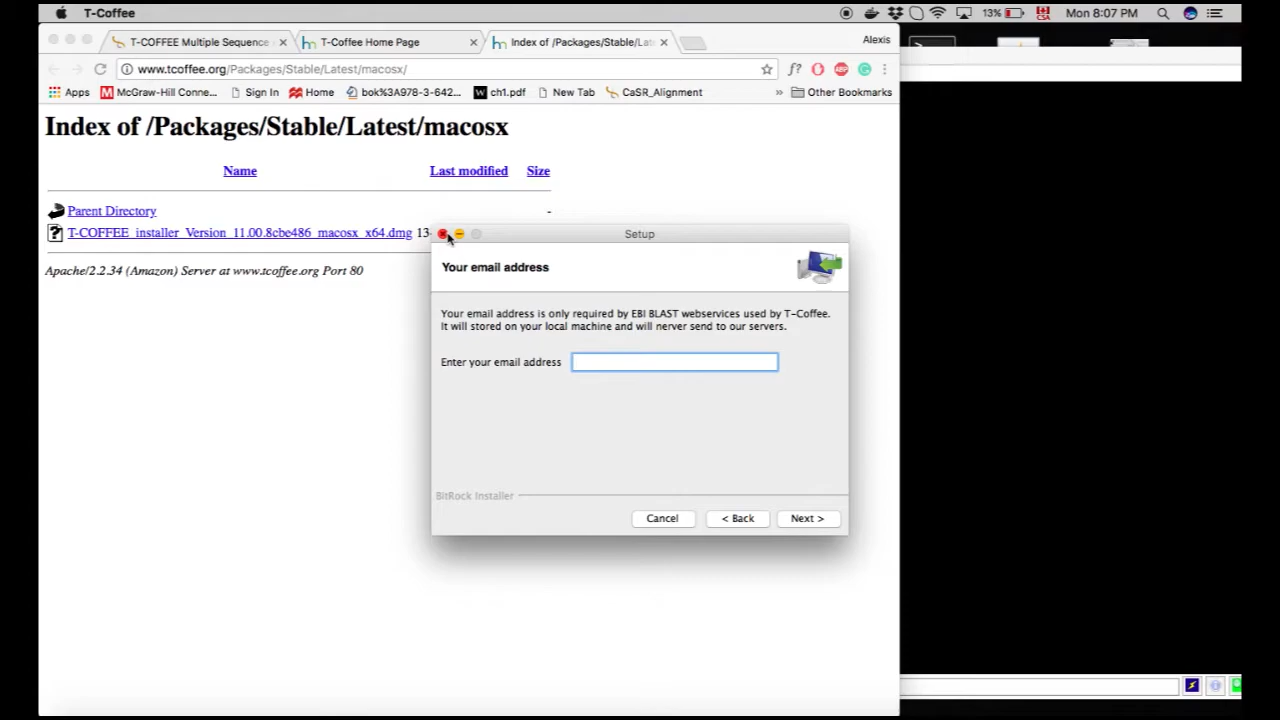 T-Coffee
13%
Mon 8:07 PM
T-COFFEE Multiple Sequence
T-Coffee Home Page
Index of /Packages/Stable/Lat
Alexis
www.tcoffee.org/Packages/Stable/Latest/macosx/
f?
ABP
Apps
McGraw-Hill Conne...
Sign In
Home
bok%3A978-3-642...
ch1.pdf
New Tab
CaSR_Alignment
»
Other Bookmarks
Index of /Packages/Stable/Latest/macosx
Name Last modified Size
Parent Directory -
T-COFFEE_installer_Version_11.00.8cbe486_macosx_x64.dmg 13-
Apache/2.2.34 (Amazon) Server at www.tcoffee.org Port 80
Setup
Your email address
Your email address is only required by EBI BLAST webservices used by T-Coffee.
It will stored on your local machine and will nerver send to our servers.
Enter your email address
BitRock Installer
Cancel
< Back
Next >